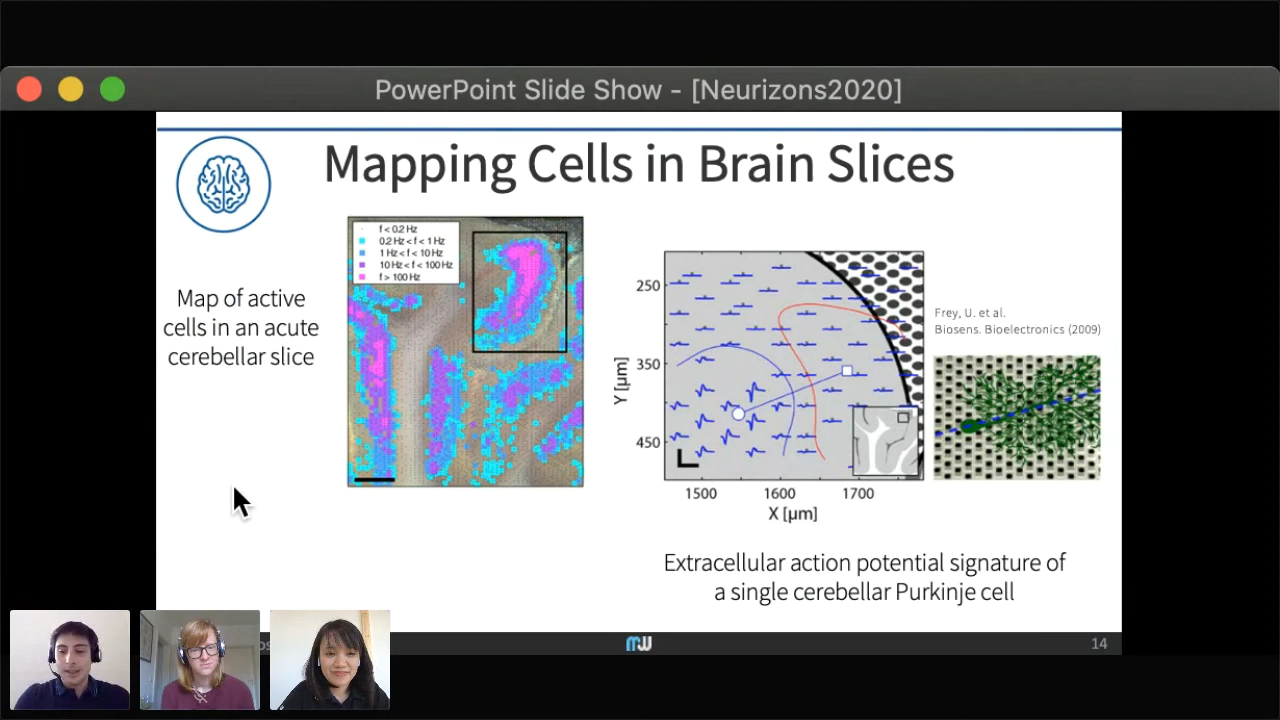 PowerPoint Slide Show - [Neurizons2020]
Mapping Cells in Brain Slices
Map of active
cells in an acute
cerebellar slice
f < 0.2 Hz
0.2 Hz < f < 1 Hz
1 Hz < f < 10 Hz
10 Hz < f < 100 Hz
f > 100 Hz
250
350
450
Y [µm]
1500
1600
1700
X [µm]
Frey, U. et al.
Biosens. Bioelectronics (2009)
Extracellular action potential signature of
a single cerebellar Purkinje cell
14